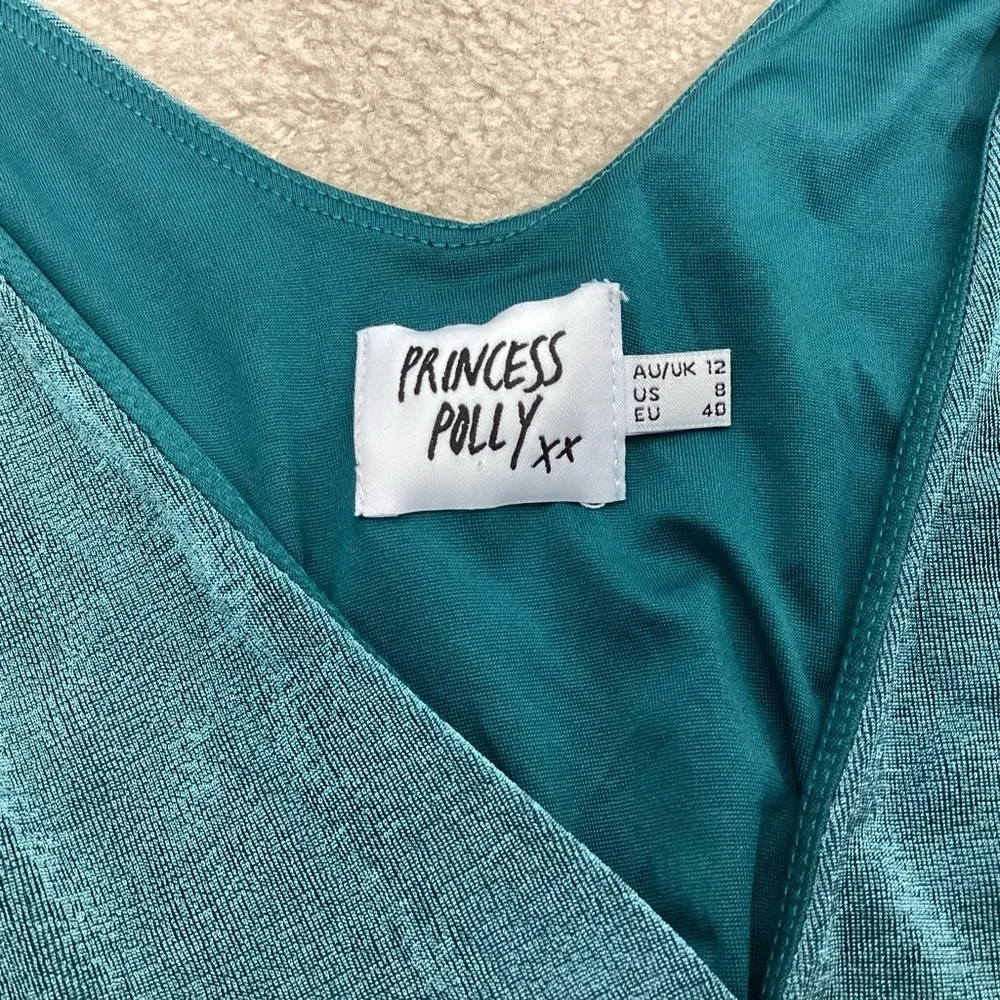 PRINCESS
POLLY xx
AU/UK 12
US 8
EU 40